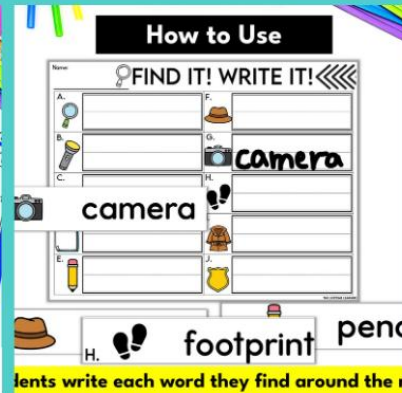 How to Use
Name:
FIND IT! WRITE IT!
A.
F.
B.
G. camera
C.
H.
camera
E.
J.
H. footprint
penc
dents write each word they find around the r